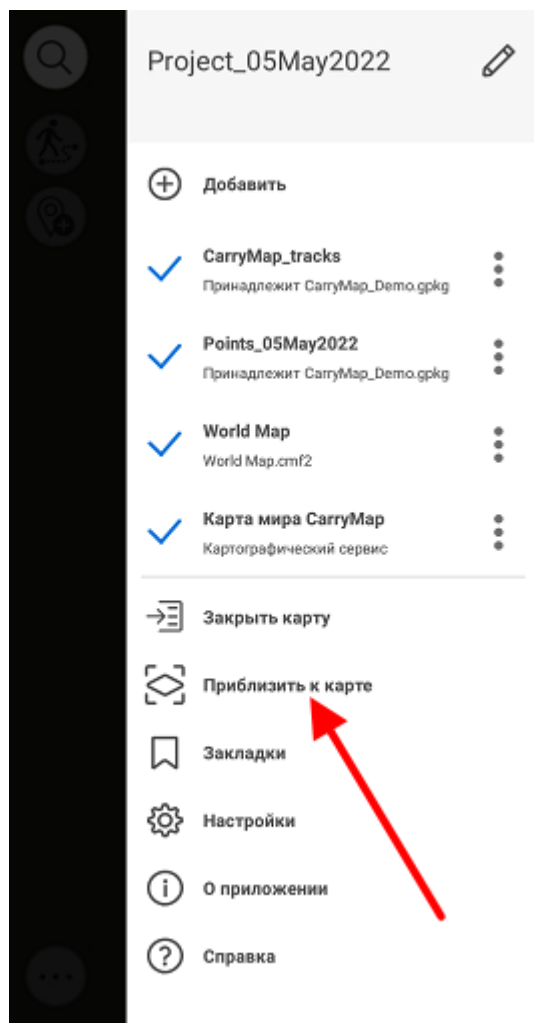 Project_05May2022
Добавить
CarryMap_tracks
Принадлежит CarryMap_Demo.gpkg
Points_05May2022
Принадлежит CarryMap_Demo.gpkg
World Map
World Map.cmf2
Карта мира CarryMap
Картографический сервис
Закрыть карту
Приблизить к карте
Закладки
Настройки
О приложении
Справка